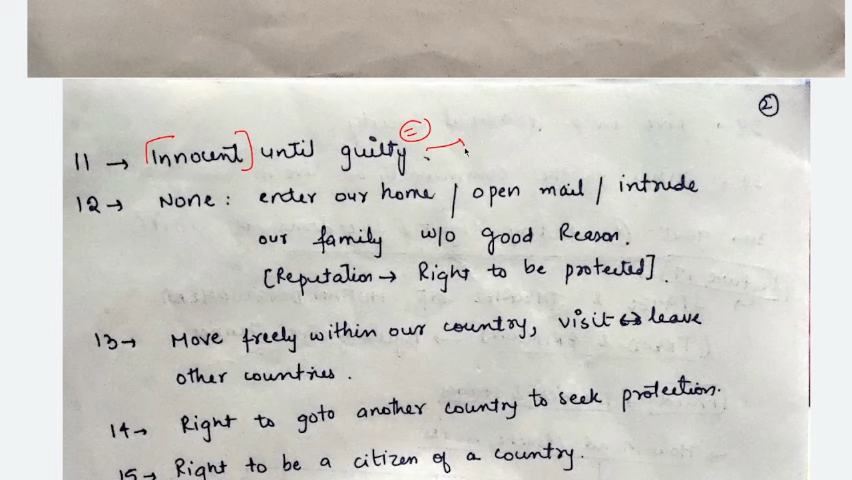 2
11 → [Innocent] until guilty. =
12 → None: enter our home / open mail / intrude
our family w/o good Reason.
[Reputation → Right to be protected].
13 → Move freely within our country, visit ↔ leave
other countries.
14 → Right to goto another country to seek protection.
15 → Right to be a citizen of a country.